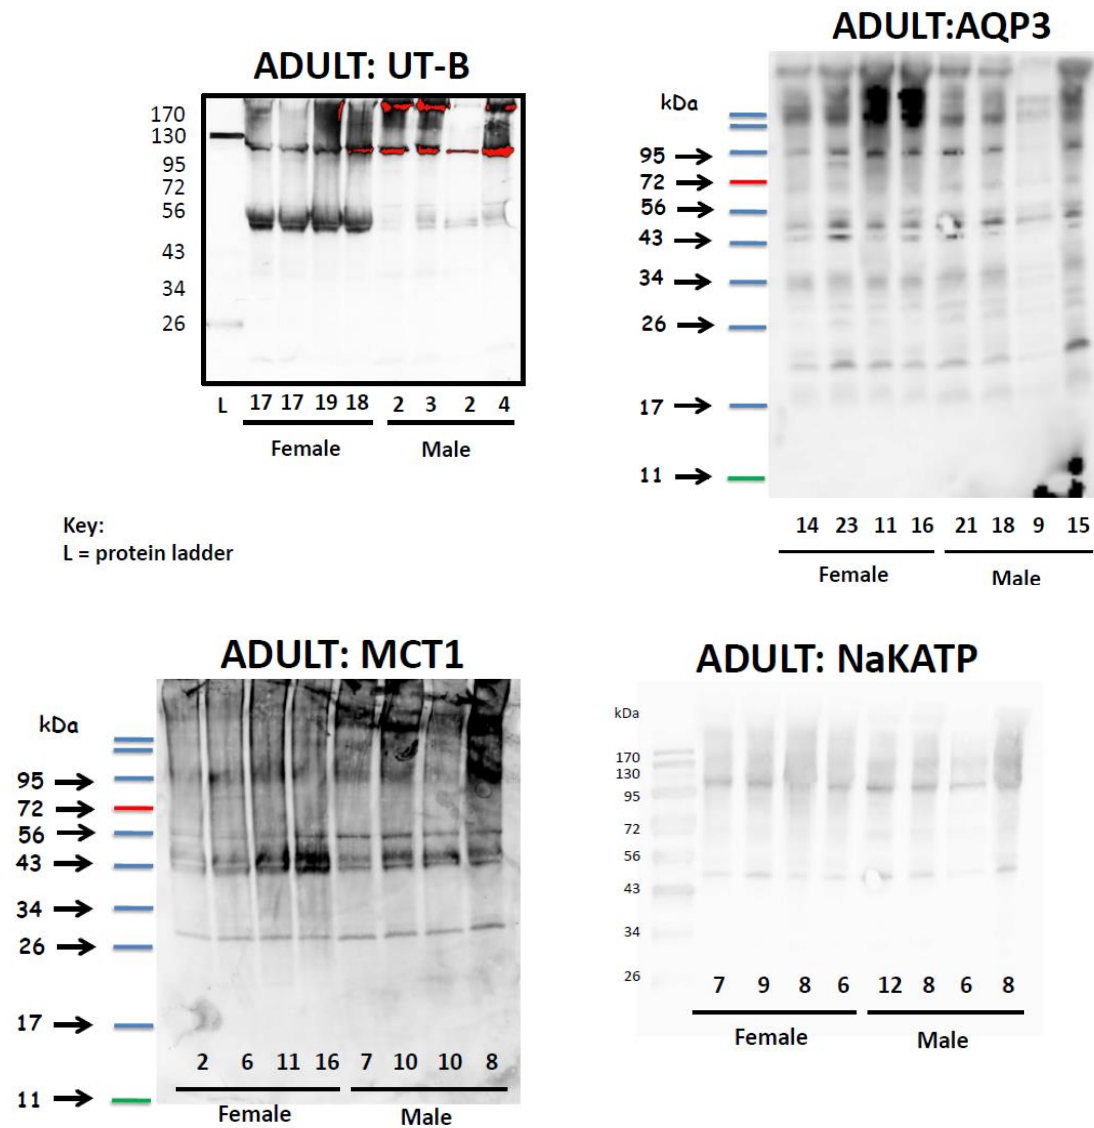 ADULT: UT-B
170
130
95
72
56
43
34
26
L 17 17 19 18 2 3 2 4
Female Male
Key:
L = protein ladder
ADULT:AQP3
kDa
95
72
56
43
34
26
17
11
14 23 11 16 21 18 9 15
Female Male
ADULT: MCT1
kDa
95
72
56
43
34
26
17
11
2 6 11 16 7 10 10 8
Female Male
ADULT: NaKATP
kDa
170
130
95
72
56
43
34
26
7 9 8 6 12 8 6 8
Female Male